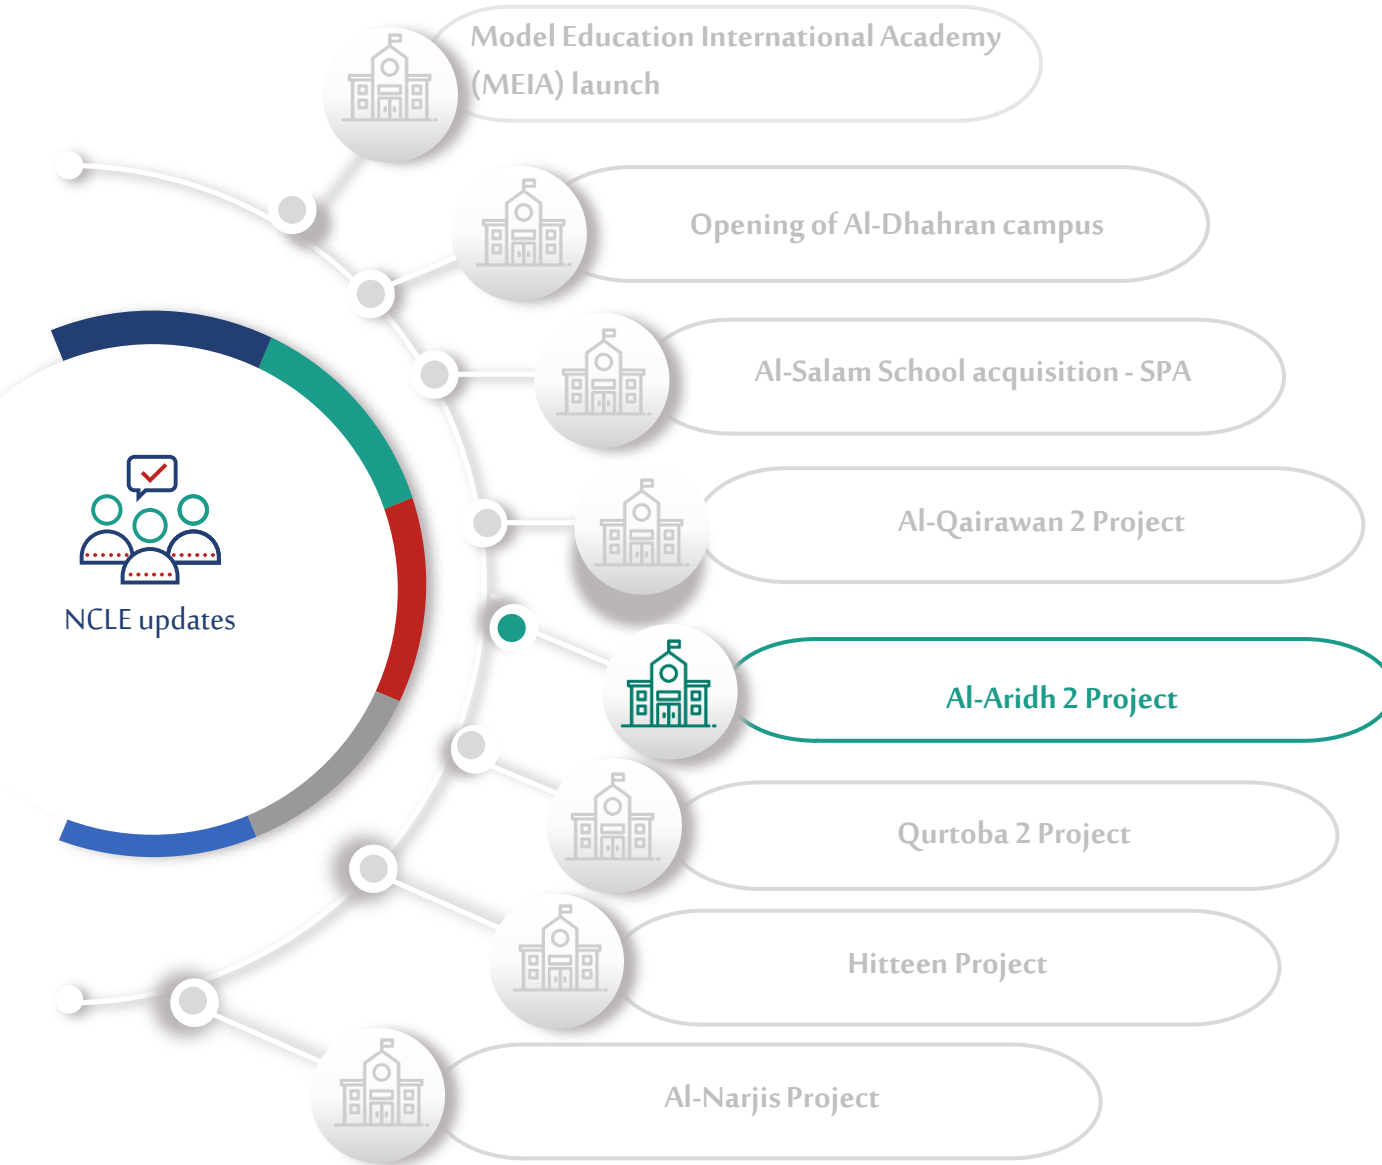 Model Education International Academy
(MEIA) launch
Opening of Al-Dhahran campus
Al-Salam School acquisition - SPA
Al-Qairawan 2 Project
NCLE updates
Al-Aridh 2 Project
Qurtoba 2 Project
Hitteen Project
Al-Narjis Project